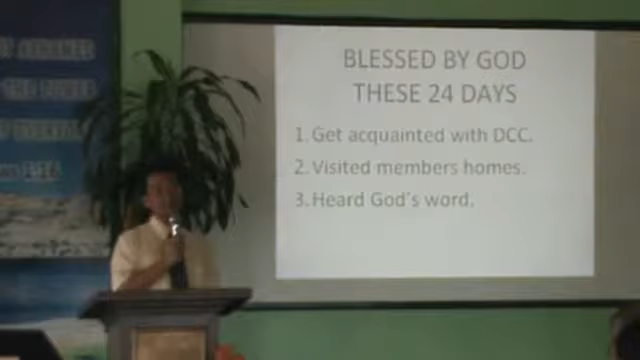 BLESSED BY GOD
THESE 24 DAYS
1. Get acquainted with DCC.
2. Visited members homes.
3. Heard God's word.